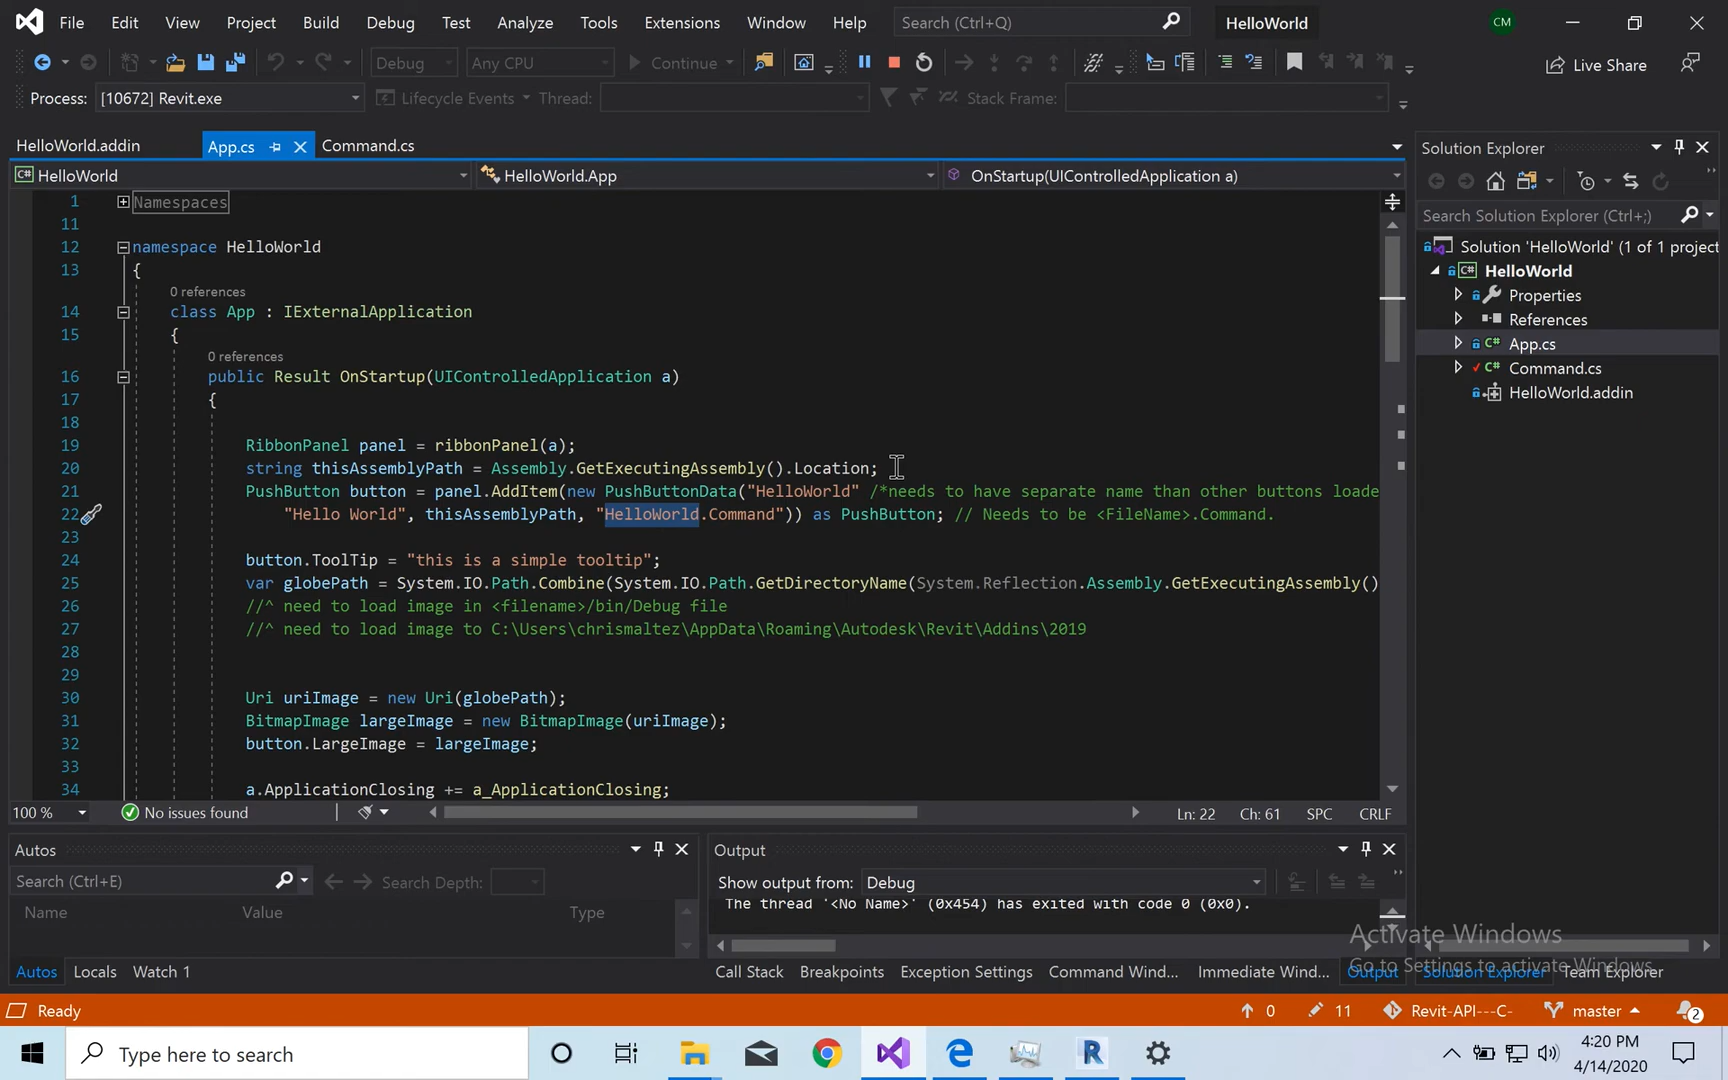 File Edit View Project Build Debug Test Analyze Tools Extensions Window Help Search (Ctrl+Q) HelloWorld CM
Debug Any CPU Continue Live Share
Process: [10672] Revit.exe Lifecycle Events Thread: Stack Frame:
HelloWorld.addin App.cs Command.cs
HelloWorld HelloWorld.App OnStartup(UIControlledApplication a)
1 Namespaces
11
12 namespace HelloWorld
13 {
0 references
14 class App : IExternalApplication
15 {
0 references
16 public Result OnStartup(UIControlledApplication a)
17 {
18
19 RibbonPanel panel = ribbonPanel(a);
20 string thisAssemblyPath = Assembly.GetExecutingAssembly().Location;
21 PushButton button = panel.AddItem(new PushButtonData("HelloWorld" /*needs to have separate name than other buttons loade
22 "Hello World", thisAssemblyPath, "HelloWorld.Command")) as PushButton; // Needs to be <FileName>.Command.
23
24 button.ToolTip = "this is a simple tooltip";
25 var globePath = System.IO.Path.Combine(System.IO.Path.GetDirectoryName(System.Reflection.Assembly.GetExecutingAssembly()
26 //^ need to load image in <filename>/bin/Debug file
27 //^ need to load image to C:\Users\chrismaltez\AppData\Roaming\Autodesk\Revit\Addins\2019
28
29
30 Uri uriImage = new Uri(globePath);
31 BitmapImage largeImage = new BitmapImage(uriImage);
32 button.LargeImage = largeImage;
33
34 a.ApplicationClosing += a_ApplicationClosing;
100 % No issues found Ln: 22 Ch: 61 SPC CRLF
Solution Explorer
Search Solution Explorer (Ctrl+;)
Solution 'HelloWorld' (1 of 1 project
HelloWorld
Properties
References
App.cs
Command.cs
HelloWorld.addin
Autos
Search (Ctrl+E) Search Depth:
Name Value Type
Autos Locals Watch 1
Output
Show output from: Debug
The thread '<No Name>' (0x454) has exited with code 0 (0x0).
Call Stack Breakpoints Exception Settings Command Wind... Immediate Wind... Output
Solution Explorer Team Explorer
Activate Windows
Go to Settings to activate Windows.
Ready 0 11 Revit-API---C- master 2
Type here to search
4:20 PM
4/14/2020